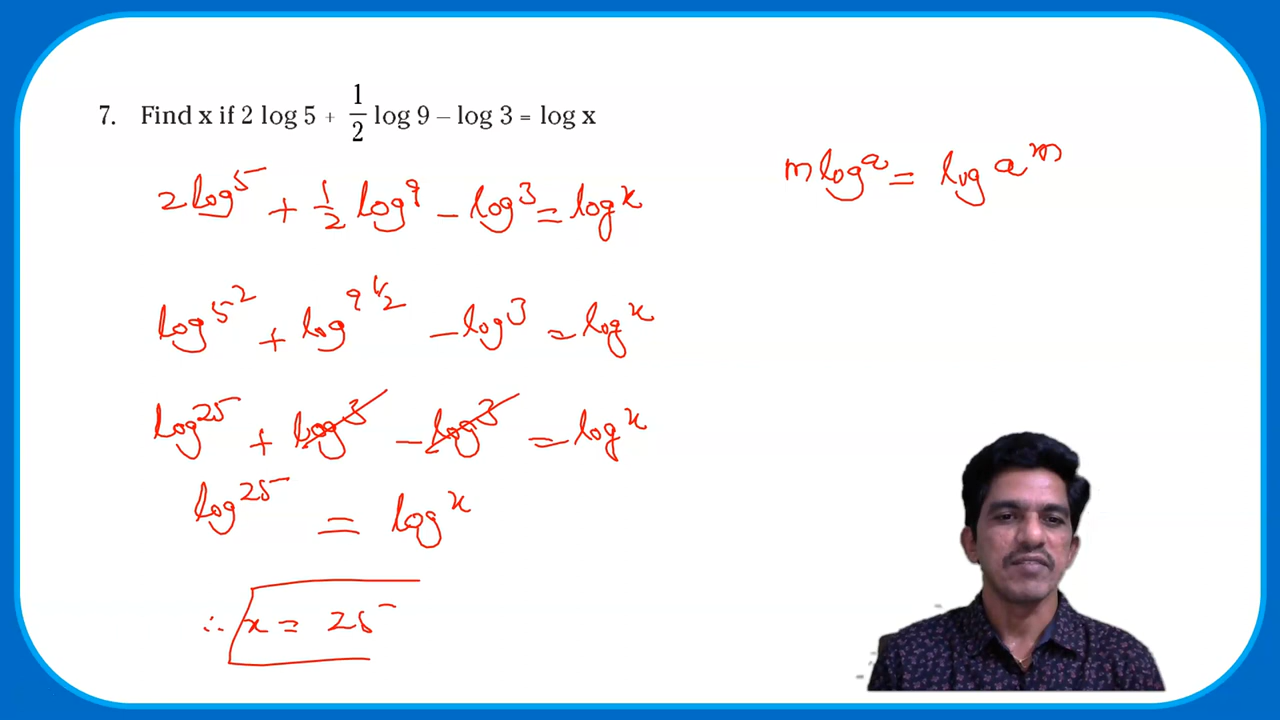 7. Find x if 2 log 5 + 1/2 log 9 – log 3 = log x
m log a = log a^m
2 log 5 + 1/2 log 9 - log 3 = log x
log 5^2 + log 9^1/2 - log 3 = log x
log 25 + log 3 - log 3 = log x
log 25 = log x
∴ x = 25